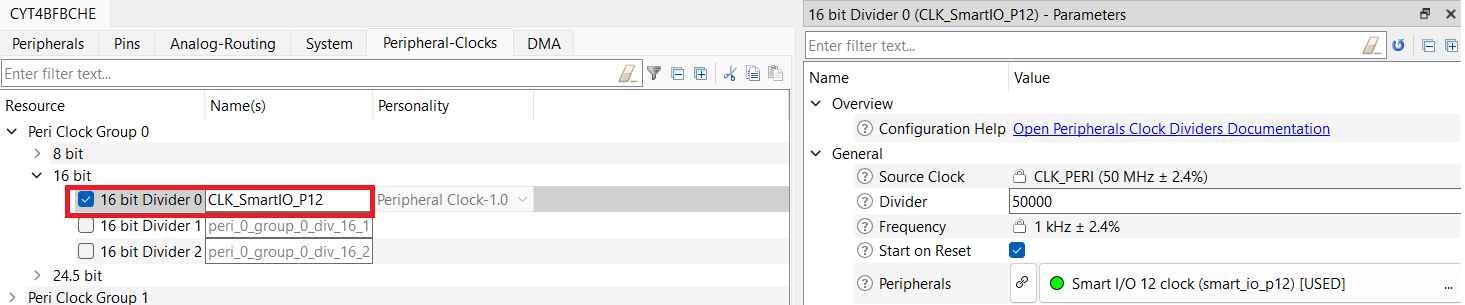 CYT4BFBCHE
Peripherals Pins Analog-Routing System Peripheral-Clocks DMA
Enter filter text...
Resource Name(s) Personality
Peri Clock Group 0
8 bit
16 bit
16 bit Divider 0 CLK_SmartIO_P12 Peripheral Clock-1.0
16 bit Divider 1 peri_0_group_0_div_16_1
16 bit Divider 2 peri_0_group_0_div_16_2
24.5 bit
Peri Clock Group 1
16 bit Divider 0 (CLK_SmartIO_P12) - Parameters
Enter filter text...
Name Value
Overview
Configuration Help Open Peripherals Clock Dividers Documentation
General
Source Clock CLK_PERI (50 MHz ± 2.4%)
Divider 50000
Frequency 1 kHz ± 2.4%
Start on Reset
Peripherals Smart I/O 12 clock (smart_io_p12) [USED] ...